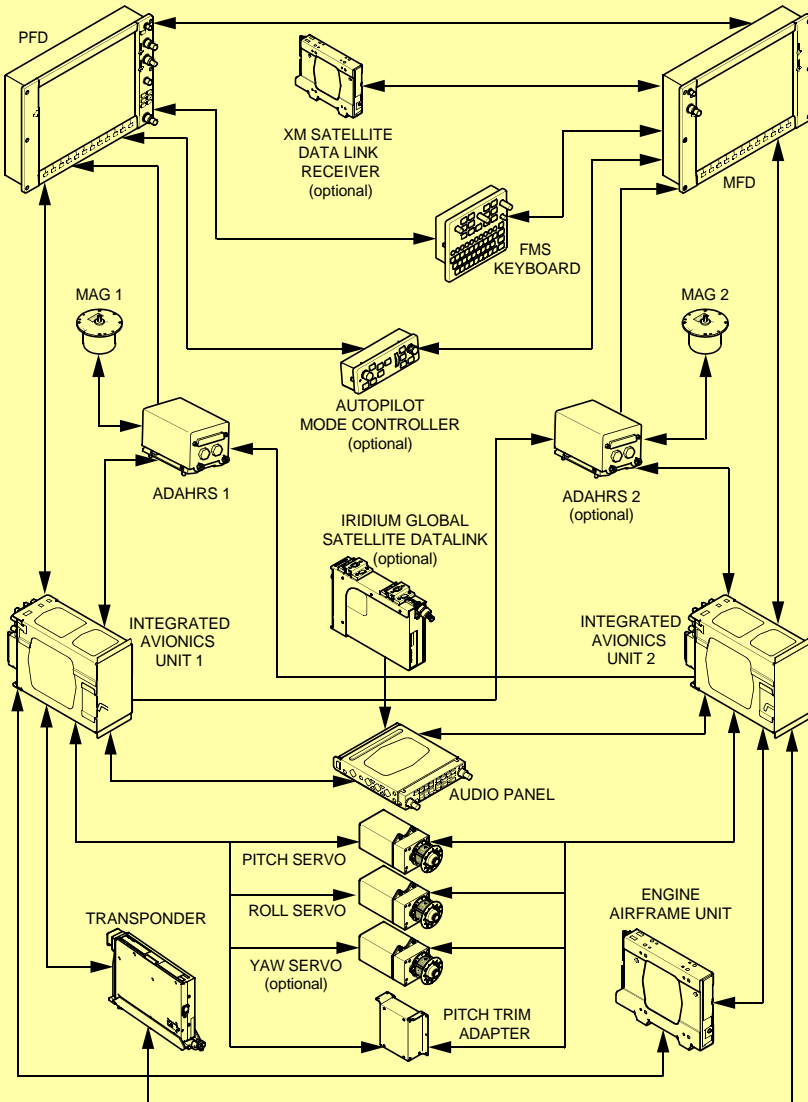 PFD
XM SATELLITE
DATA LINK
RECEIVER
(optional)
MFD
FMS
KEYBOARD
MAG 1
MAG 2
AUTOPILOT
MODE CONTROLLER
(optional)
ADAHRS 1
ADAHRS 2
(optional)
IRIDIUM GLOBAL
SATELLITE DATALINK
(optional)
INTEGRATED
AVIONICS
UNIT 1
INTEGRATED
AVIONICS
UNIT 2
AUDIO PANEL
PITCH SERVO
ROLL SERVO
YAW SERVO
(optional)
TRANSPONDER
ENGINE
AIRFRAME UNIT
PITCH TRIM
ADAPTER